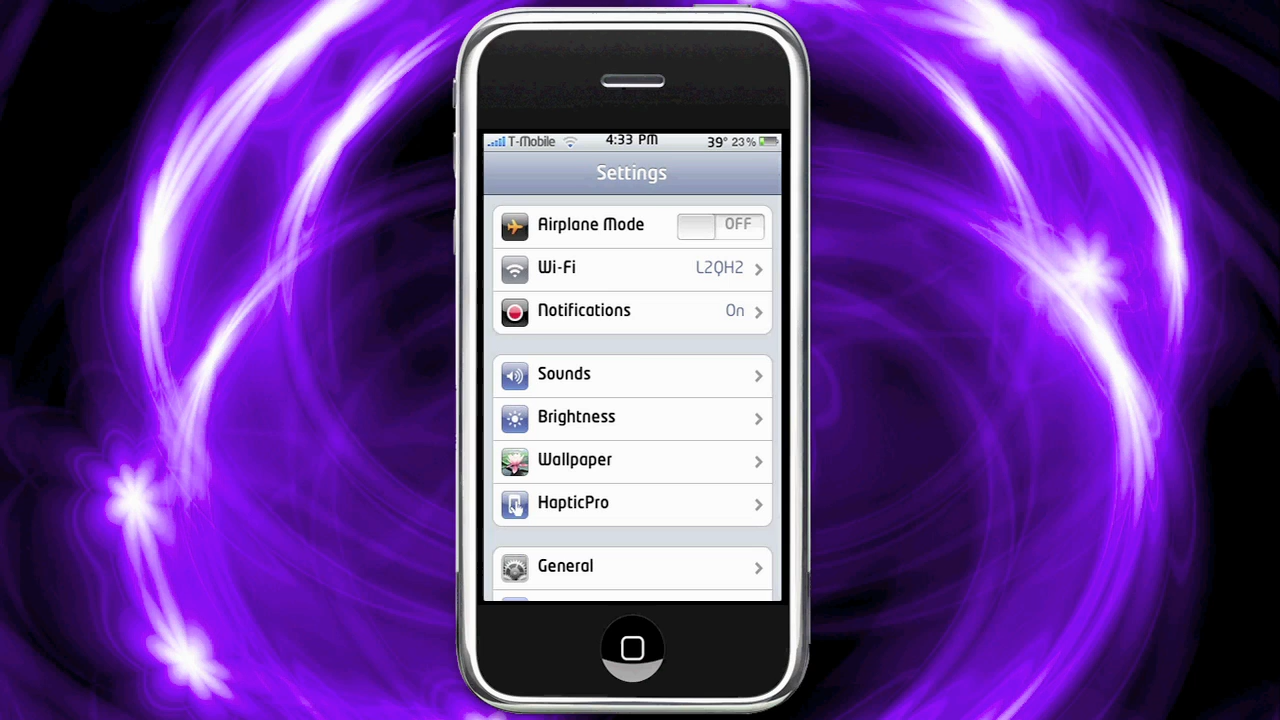 T-Mobile 4:33 PM 39° 23%
Settings
Airplane Mode OFF
Wi-Fi L2QH2
Notifications On
Sounds
Brightness
Wallpaper
HapticPro
General